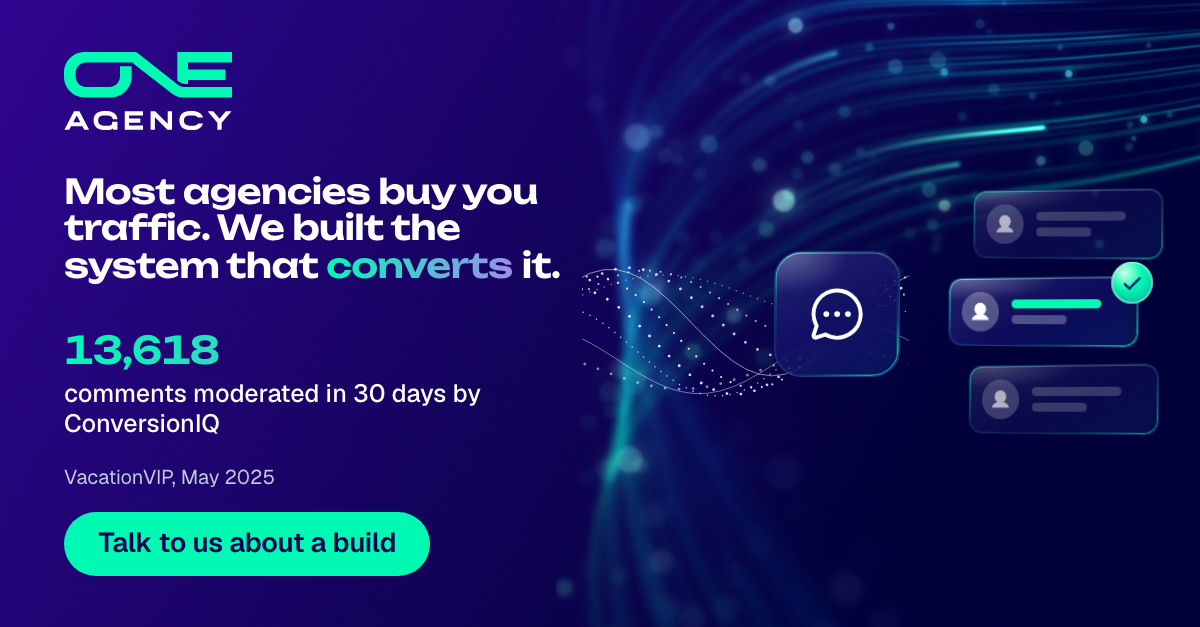 ONE
AGENCY
Most agencies buy you
traffic. We built the
system that converts it.
13,618
comments moderated in 30 days by
ConversionIQ
VacationVIP, May 2025
Talk to us about a build